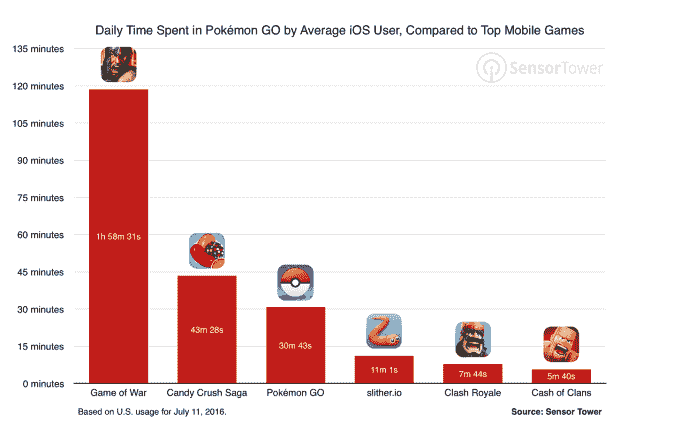 Daily Time Spent in Pokémon GO by Average iOS User, Compared to Top Mobile Games
SensorTower
135 minutes
120 minutes
105 minutes
90 minutes
75 minutes
60 minutes
45 minutes
30 minutes
15 minutes
0 minutes
1h 58m 31s
43m 28s
30m 43s
11m 1s
7m 44s
5m 40s
Game of War
Candy Crush Saga
Pokémon GO
slither.io
Clash Royale
Cash of Clans
Based on U.S. usage for July 11, 2016.
Source: Sensor Tower